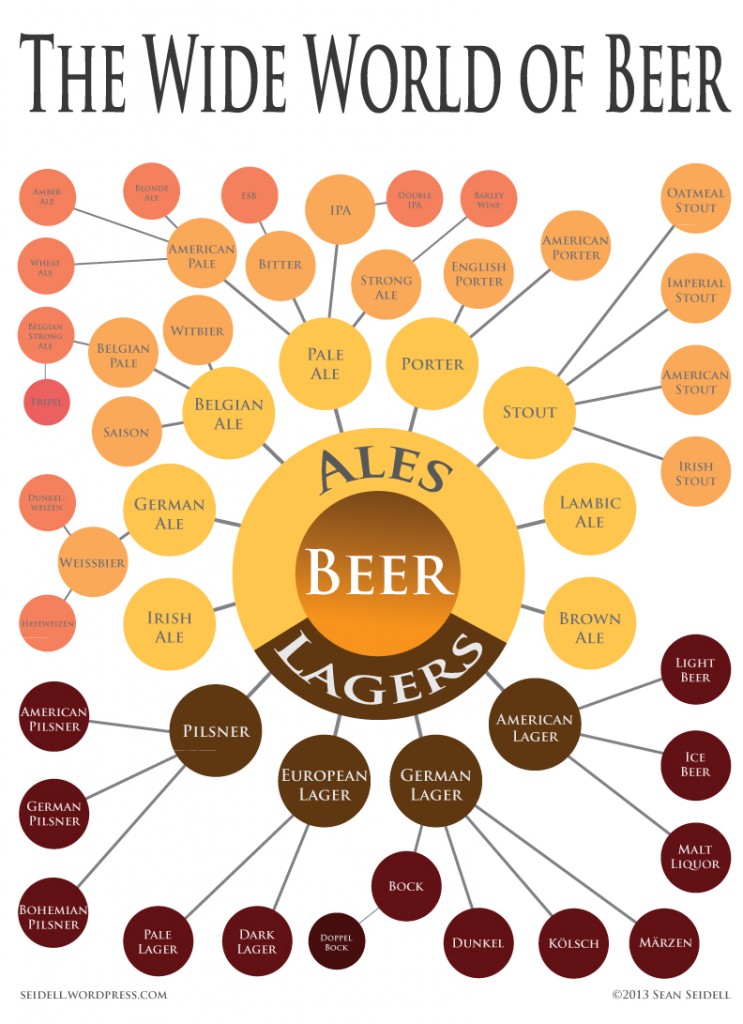 THE WIDE WORLD OF BEER
AMBER
ALE
BLONDE
ALE
ESB
IPA
DOUBLE
IPA
BARLEY
WINE
OATMEAL
STOUT
WHEAT
ALE
AMERICAN
PALE
BITTER
STRONG
ALE
ENGLISH
PORTER
AMERICAN
PORTER
IMPERIAL
STOUT
BELGIAN
STRONG
ALE
BELGIAN
PALE
WITBIER
PALE
ALE
PORTER
AMERICAN
STOUT
TRIPEL
SAISON
BELGIAN
ALE
STOUT
IRISH
STOUT
ALES
BEER
LAGERS
DUNKEL-
WEIZEN
GERMAN
ALE
LAMBIC
ALE
WEISSBIER
HEFEWEIZEN
IRISH
ALE
BROWN
ALE
LIGHT
BEER
AMERICAN
PILSNER
PILSNER
AMERICAN
LAGER
ICE
BEER
GERMAN
PILSNER
EUROPEAN
LAGER
GERMAN
LAGER
MALT
LIQUOR
BOHEMIAN
PILSNER
BOCK
PALE
LAGER
DARK
LAGER
DOPPEL
BOCK
DUNKEL
KÖLSCH
MÄRZEN
SEIDELL.WORDPRESS.COM
©2013 SEAN SEIDELL